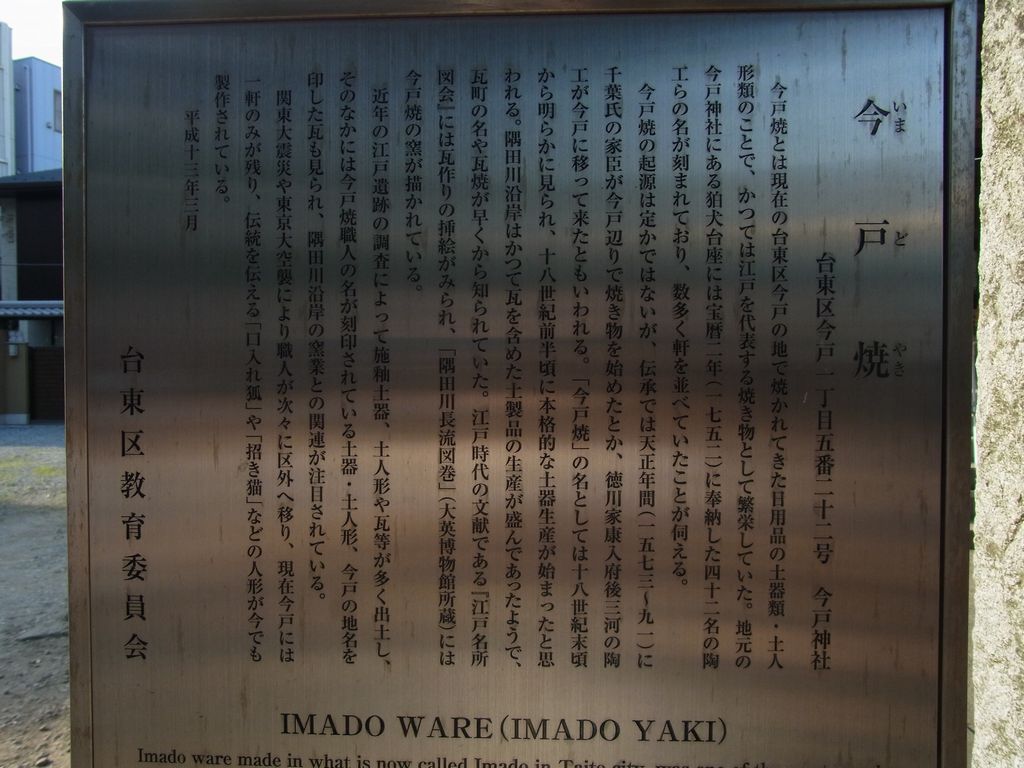 今戸焼
いま ど やき
台東区今戸一丁目五番二十二号 今戸神社
今戸焼とは現在の台東区今戸の地で焼かれてきた日用品の土器類・土人
形類のことで、かつては江戸を代表する焼き物として繁栄していた。地元の
今戸神社にある狛犬台座には宝暦二年(一七五二)に奉納した四十二名の陶
工らの名が刻まれており、数多く軒を並べていたことが伺える。
今戸焼の起源は定かではないが、伝承では天正年間(一五七三〜九一)に
千葉氏の家臣が今戸辺りで焼き物を始めたとか、徳川家康入府後三河の陶
工が今戸に移って来たともいわれる。「今戸焼」の名としては十八世紀末頃
から明らかに見られ、十八世紀前半頃に本格的な土器生産が始まったと思
われる。隅田川沿岸はかつて瓦を含めた土製品の生産が盛んであったようで、
瓦町の名や瓦焼が早くから知られていた。江戸時代の文献である『江戸名所
図会』には瓦作りの挿絵がみられ、「隅田川長流図巻」(大英博物館所蔵)には
今戸焼の窯が描かれている。
近年の江戸遺跡の調査によって施釉土器、土人形や瓦等が多く出土し、
そのなかには今戸焼職人の名が刻印されている土器・土人形、今戸の地名を
印した瓦も見られ、隅田川沿岸の窯業との関連が注目されている。
関東大震災や東京大空襲により職人が次々に区外へ移り、現在今戸には
一軒のみが残り、伝統を伝える「口入れ狐」や「招き猫」などの人形が今でも
製作されている。
平成十三年三月
台東区教育委員会
IMADO WARE (IMADO YAKI)
Imado ware made in what is now called Imado in Taito city, was one of the